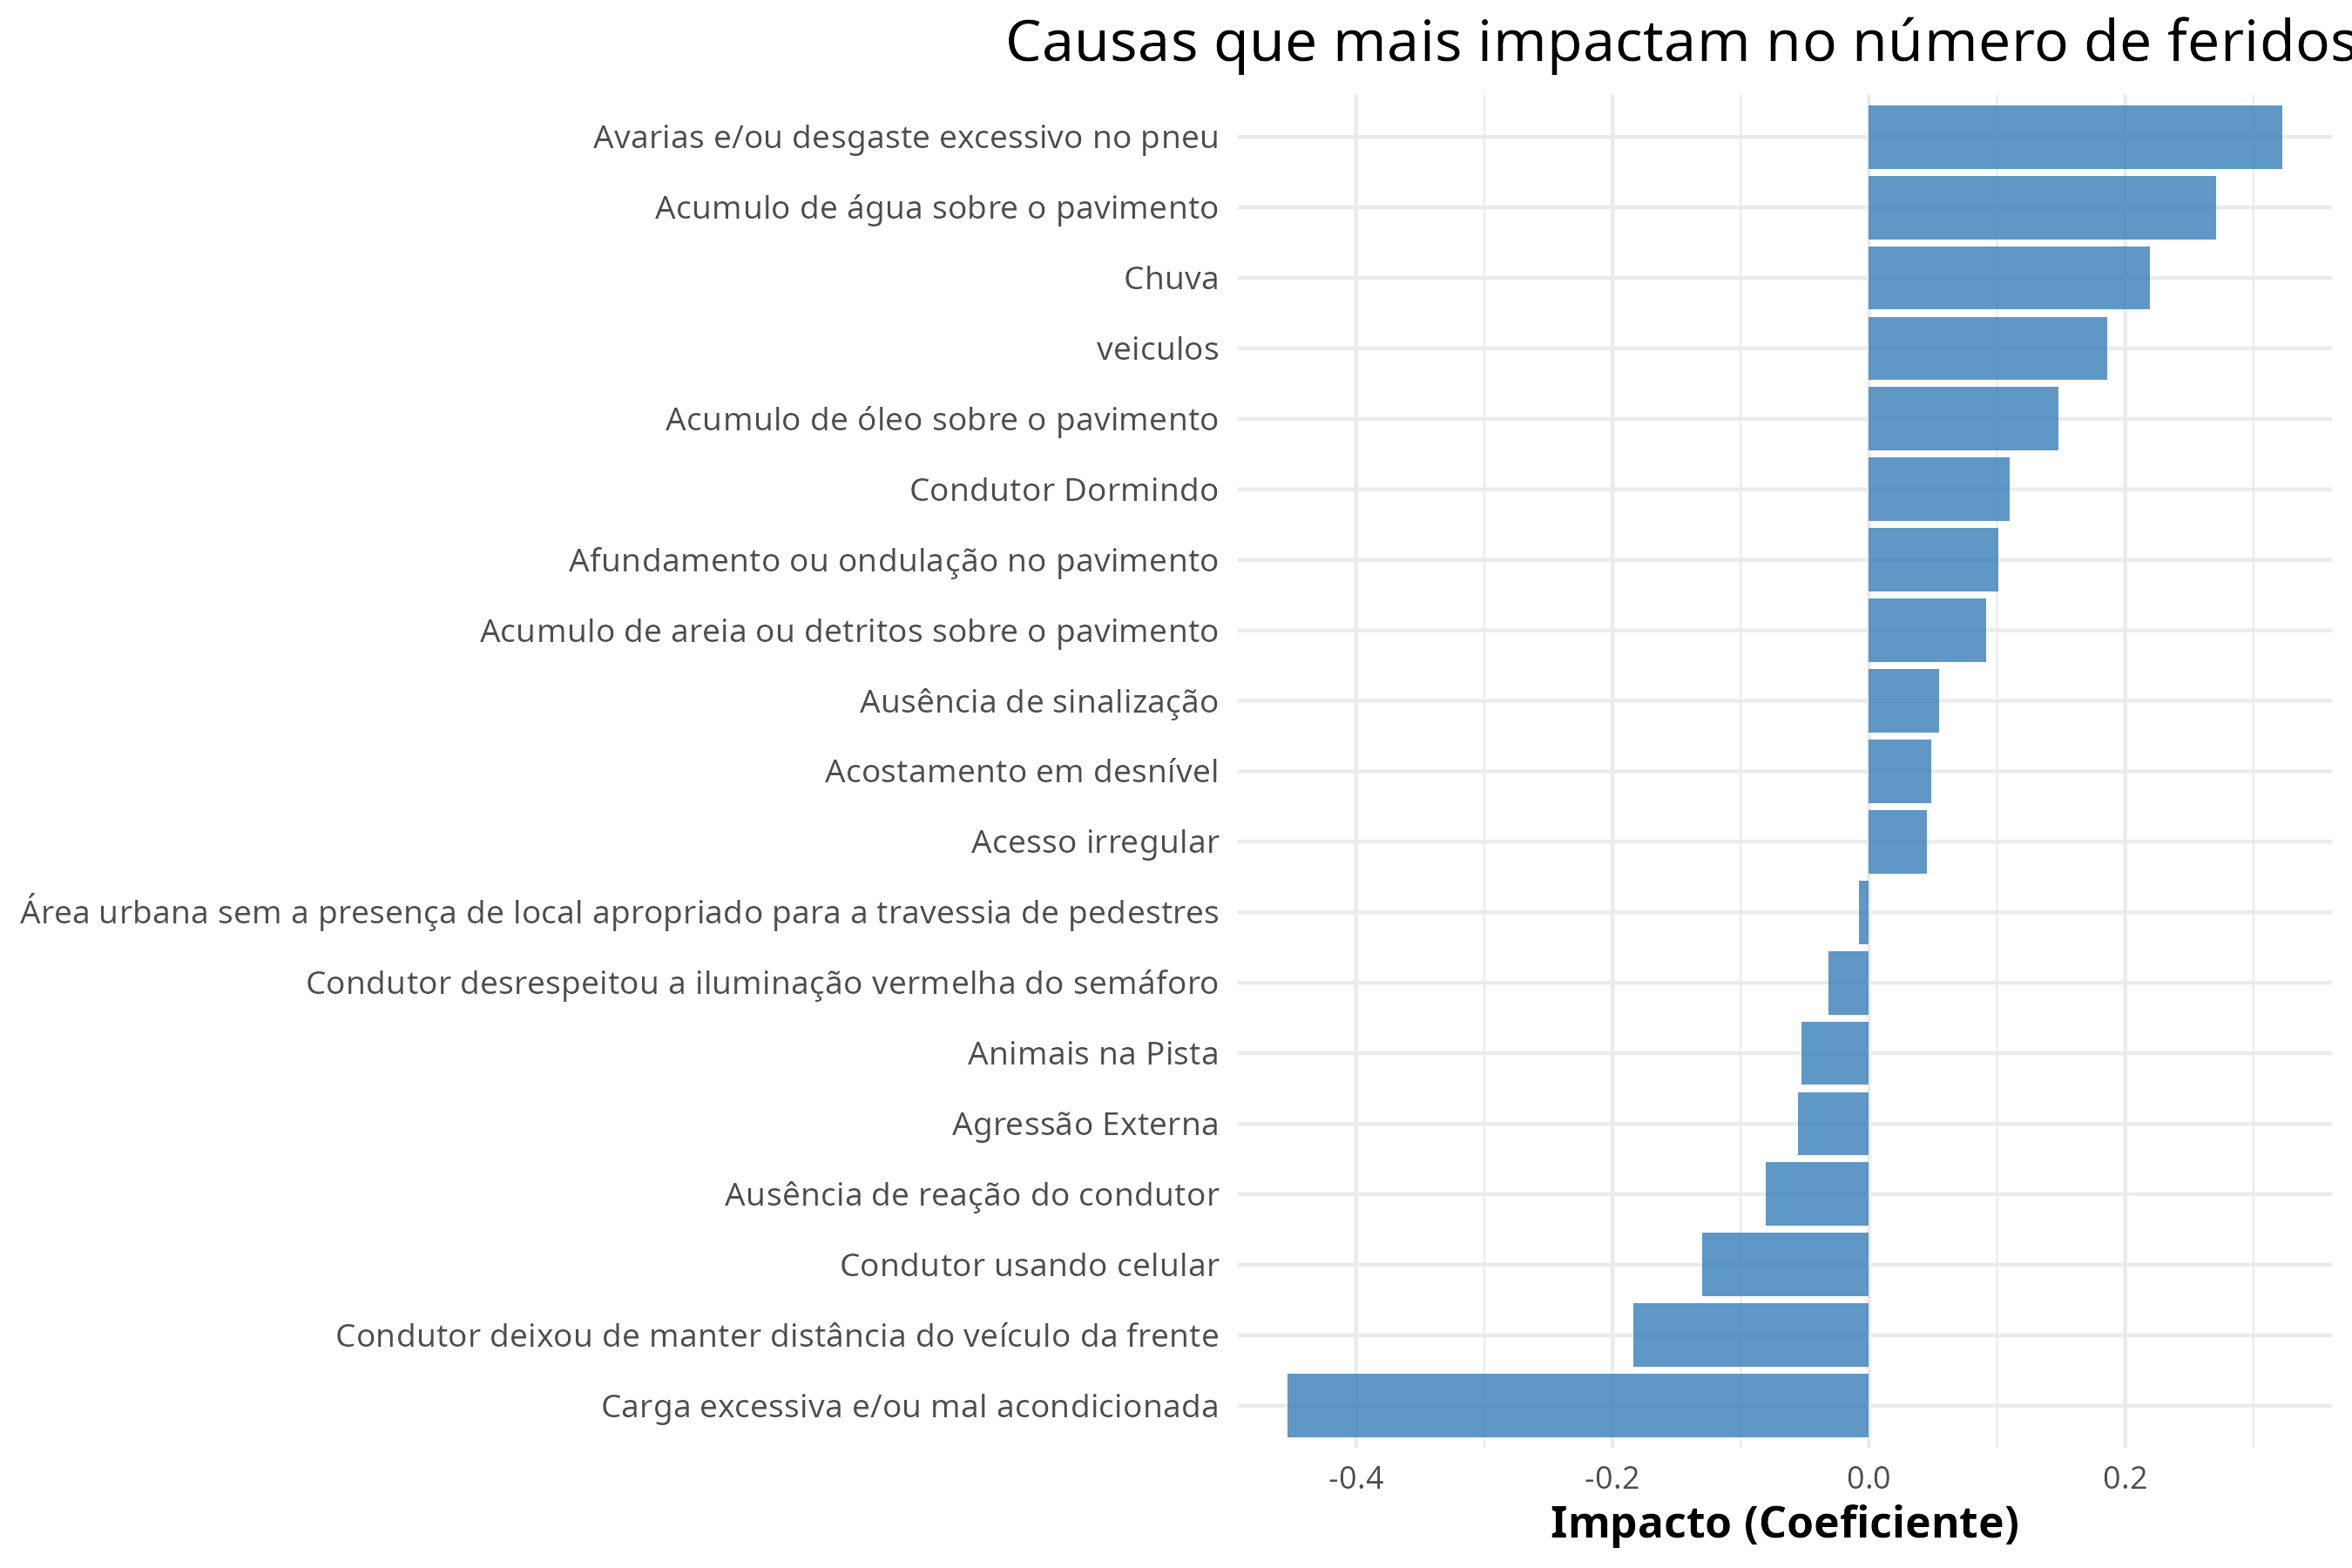 Causas que mais impactam no número de feridos
Avarias e/ou desgaste excessivo no pneu
Acumulo de água sobre o pavimento
Chuva
veiculos
Acumulo de óleo sobre o pavimento
Condutor Dormindo
Afundamento ou ondulação no pavimento
Acumulo de areia ou detritos sobre o pavimento
Ausência de sinalização
Acostamento em desnível
Acesso irregular
Área urbana sem a presença de local apropriado para a travessia de pedestres
Condutor desrespeitou a iluminação vermelha do semáforo
Animais na Pista
Agressão Externa
Ausência de reação do condutor
Condutor usando celular
Condutor deixou de manter distância do veículo da frente
Carga excessiva e/ou mal acondicionada
-0.4 -0.2 0.0 0.2
Impacto (Coeficiente)